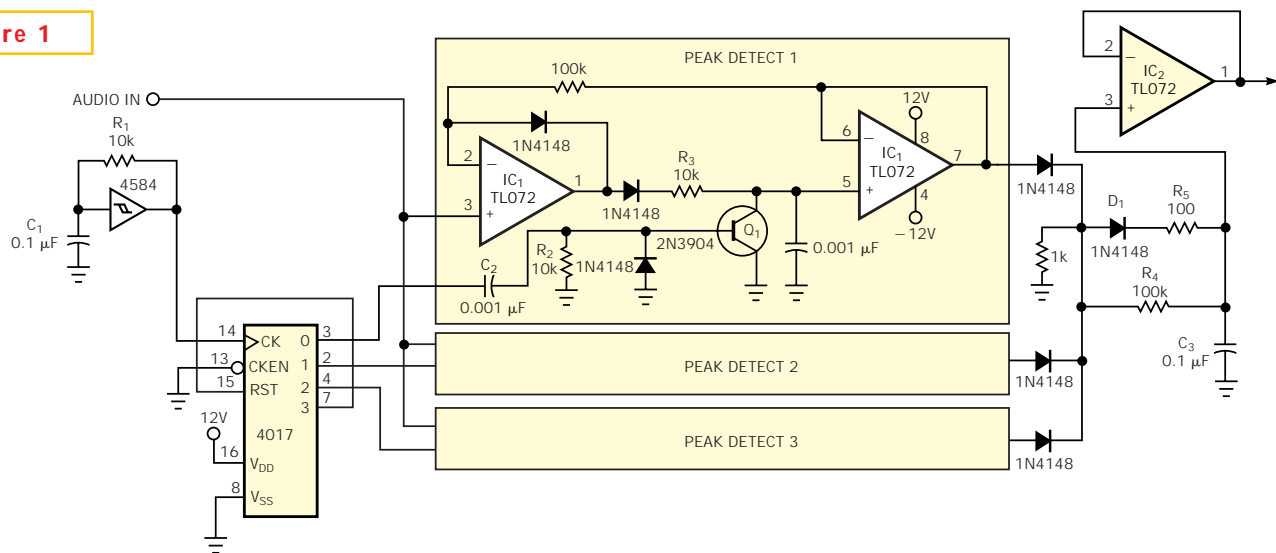 re 1
AUDIO IN
R1
10k
4584
C1
0.1 µF
PEAK DETECT 1
100k
1N4148
2
3
IC1
TL072
1
1N4148
R3
10k
2N3904
Q1
0.001 µF
C2
0.001 µF
R2
10k
1N4148
6
5
IC1
TL072
12V
8
7
4
−12V
1N4148
2
3
IC2
TL072
1
1k
D1
1N4148
R5
100
R4
100k
C3
0.1 µF
14
CK
0
3
13
CKEN
1
2
15
RST
2
4
3
7
12V
4017
16
VDD
8
VSS
PEAK DETECT 2
1N4148
PEAK DETECT 3
1N4148